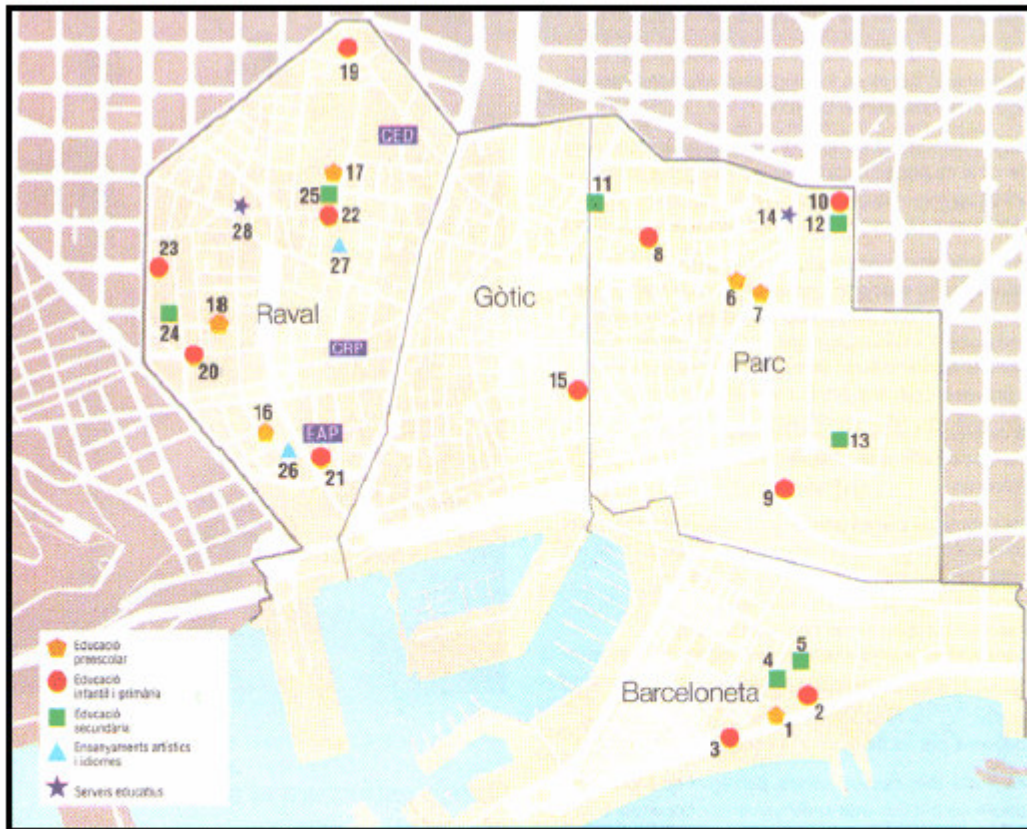 19
CED
17
25
11
10
22
14
12
28
8
23
27
6
7
18
Gòtic
Raval
24
CRP
Parc
20
15
16
EAP
13
26
21
9
5
4
Barceloneta
2
1
3
Educació
preescolar
Educació
infantil i primària
Educació
secundària
Ensenyaments artístics
i idiomes
Serveis educatius